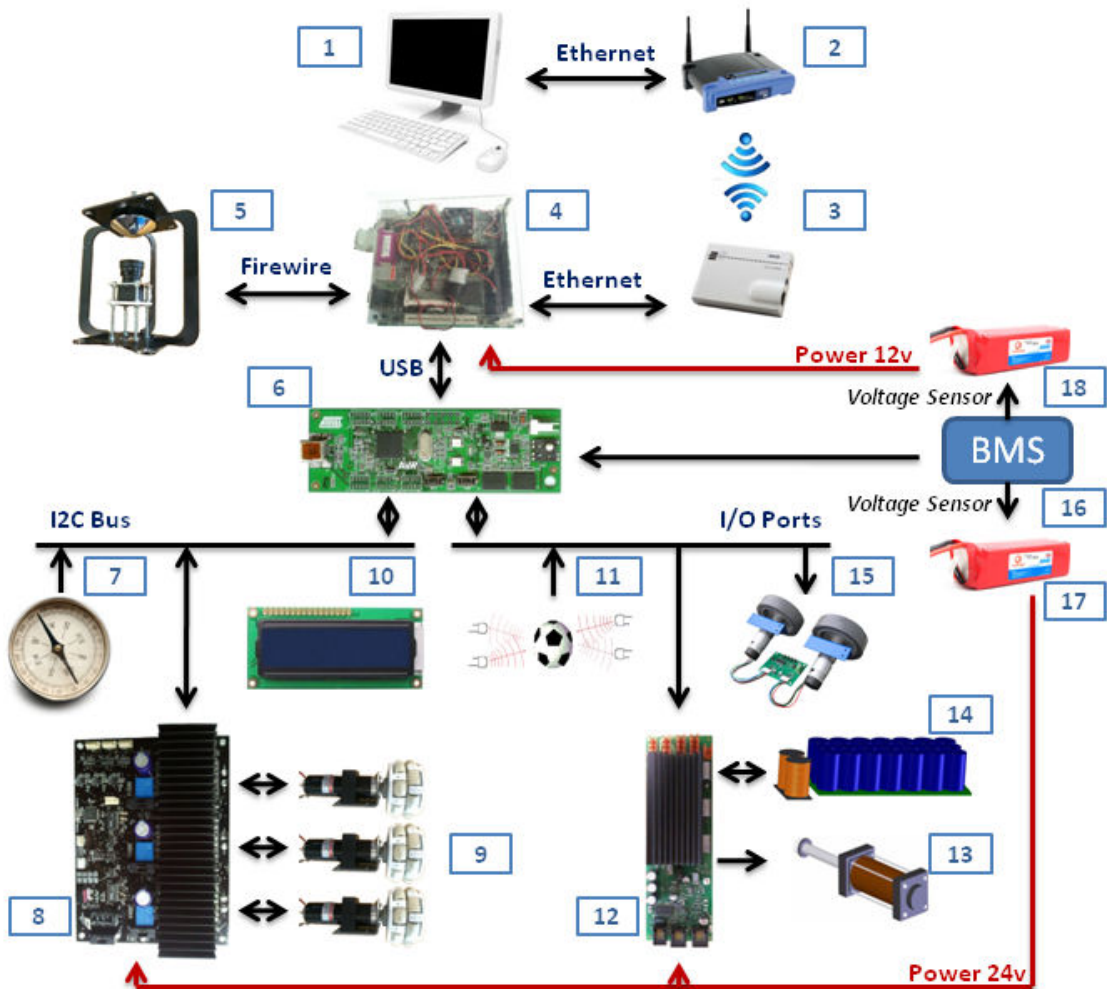 1
Ethernet
2
5
4
3
Firewire
Ethernet
USB
Power 12v
6
Voltage Sensor
18
BMS
I2C Bus
I/O Ports
Voltage Sensor
16
7
10
11
15
17
14
9
13
8
12
Power 24v